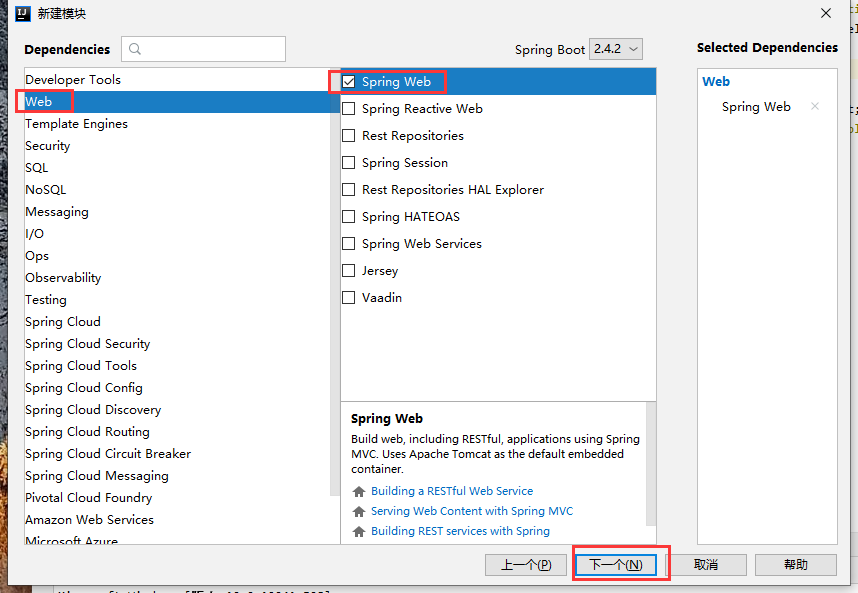 新建模块
Dependencies
Spring Boot 2.4.2
Selected Dependencies
Developer Tools
Web
Template Engines
Security
SQL
NoSQL
Messaging
I/O
Ops
Observability
Testing
Spring Cloud
Spring Cloud Security
Spring Cloud Tools
Spring Cloud Config
Spring Cloud Discovery
Spring Cloud Routing
Spring Cloud Circuit Breaker
Spring Cloud Messaging
Pivotal Cloud Foundry
Amazon Web Services
Microsoft Azure
Spring Web
Spring Reactive Web
Rest Repositories
Spring Session
Rest Repositories HAL Explorer
Spring HATEOAS
Spring Web Services
Jersey
Vaadin
Spring Web
Build web, including RESTful, applications using Spring
MVC. Uses Apache Tomcat as the default embedded
container.
Building a RESTful Web Service
Serving Web Content with Spring MVC
Building REST services with Spring
Web
Spring Web
上一个(P)
下一个(N)
取消
帮助